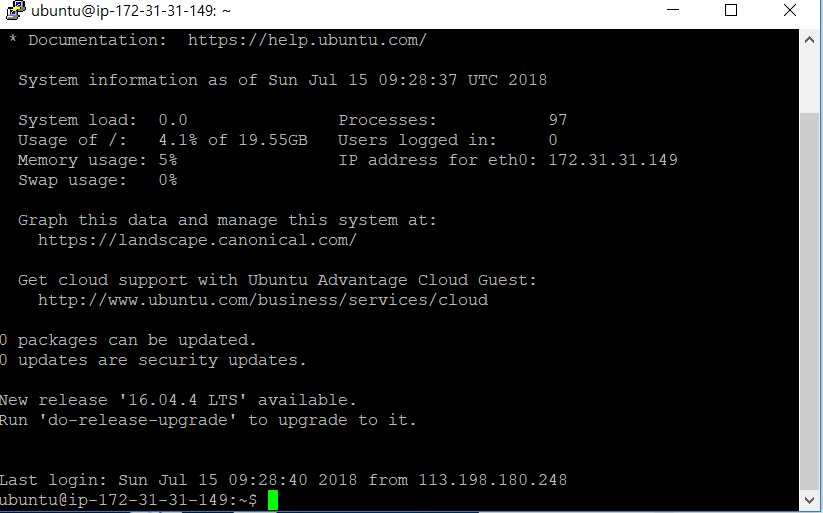 ubuntu@ip-172-31-31-149: ~
* Documentation:  https://help.ubuntu.com/
System information as of Sun Jul 15 09:28:37 UTC 2018
System load:  0.0               Processes:           97
Usage of /:   4.1% of 19.55GB   Users logged in:     0
Memory usage: 5%                IP address for eth0: 172.31.31.149
Swap usage:   0%
Graph this data and manage this system at:
https://landscape.canonical.com/
Get cloud support with Ubuntu Advantage Cloud Guest:
http://www.ubuntu.com/business/services/cloud
0 packages can be updated.
0 updates are security updates.
New release '16.04.4 LTS' available.
Run 'do-release-upgrade' to upgrade to it.
Last login: Sun Jul 15 09:28:40 2018 from 113.198.180.248
ubuntu@ip-172-31-31-149:~$